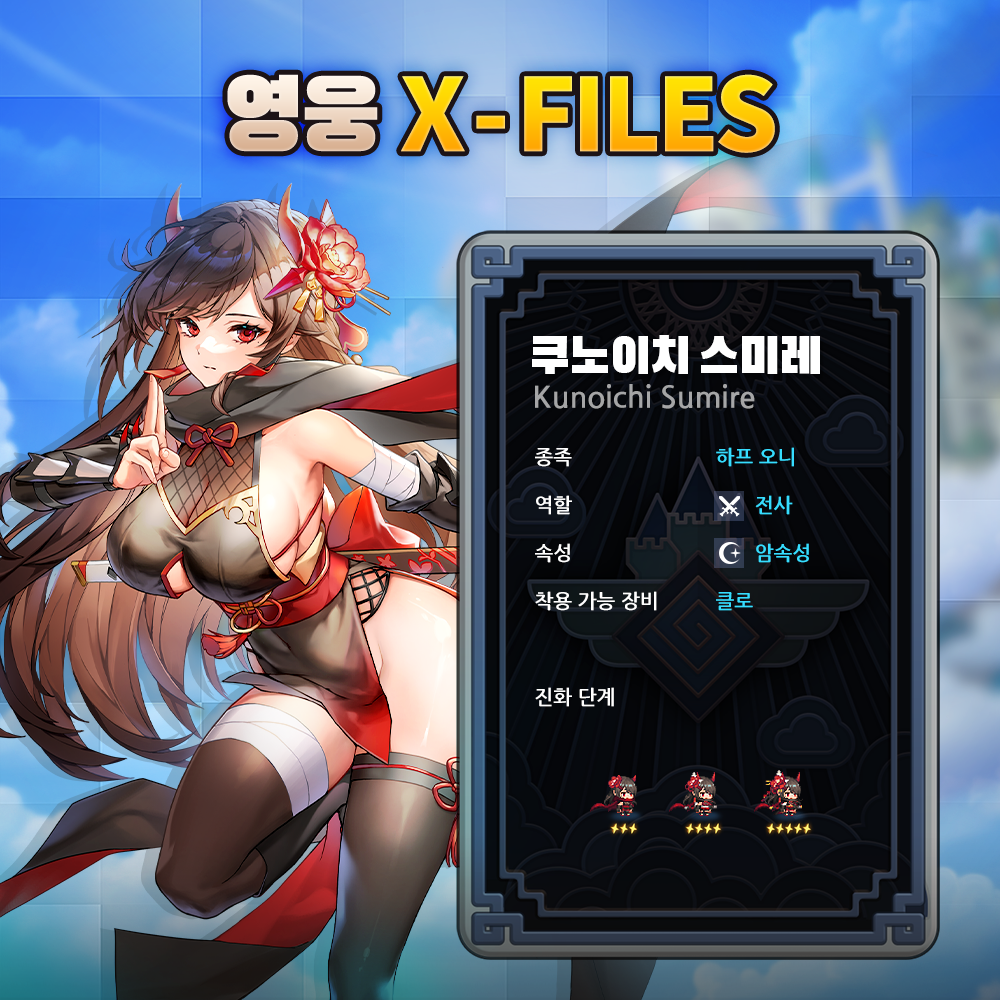 영웅 X-FILES
쿠노이치 스미레
Kunoichi Sumire
종족 하프 오니
역할 전사
속성 암속성
착용 가능 장비 클로
진화 단계